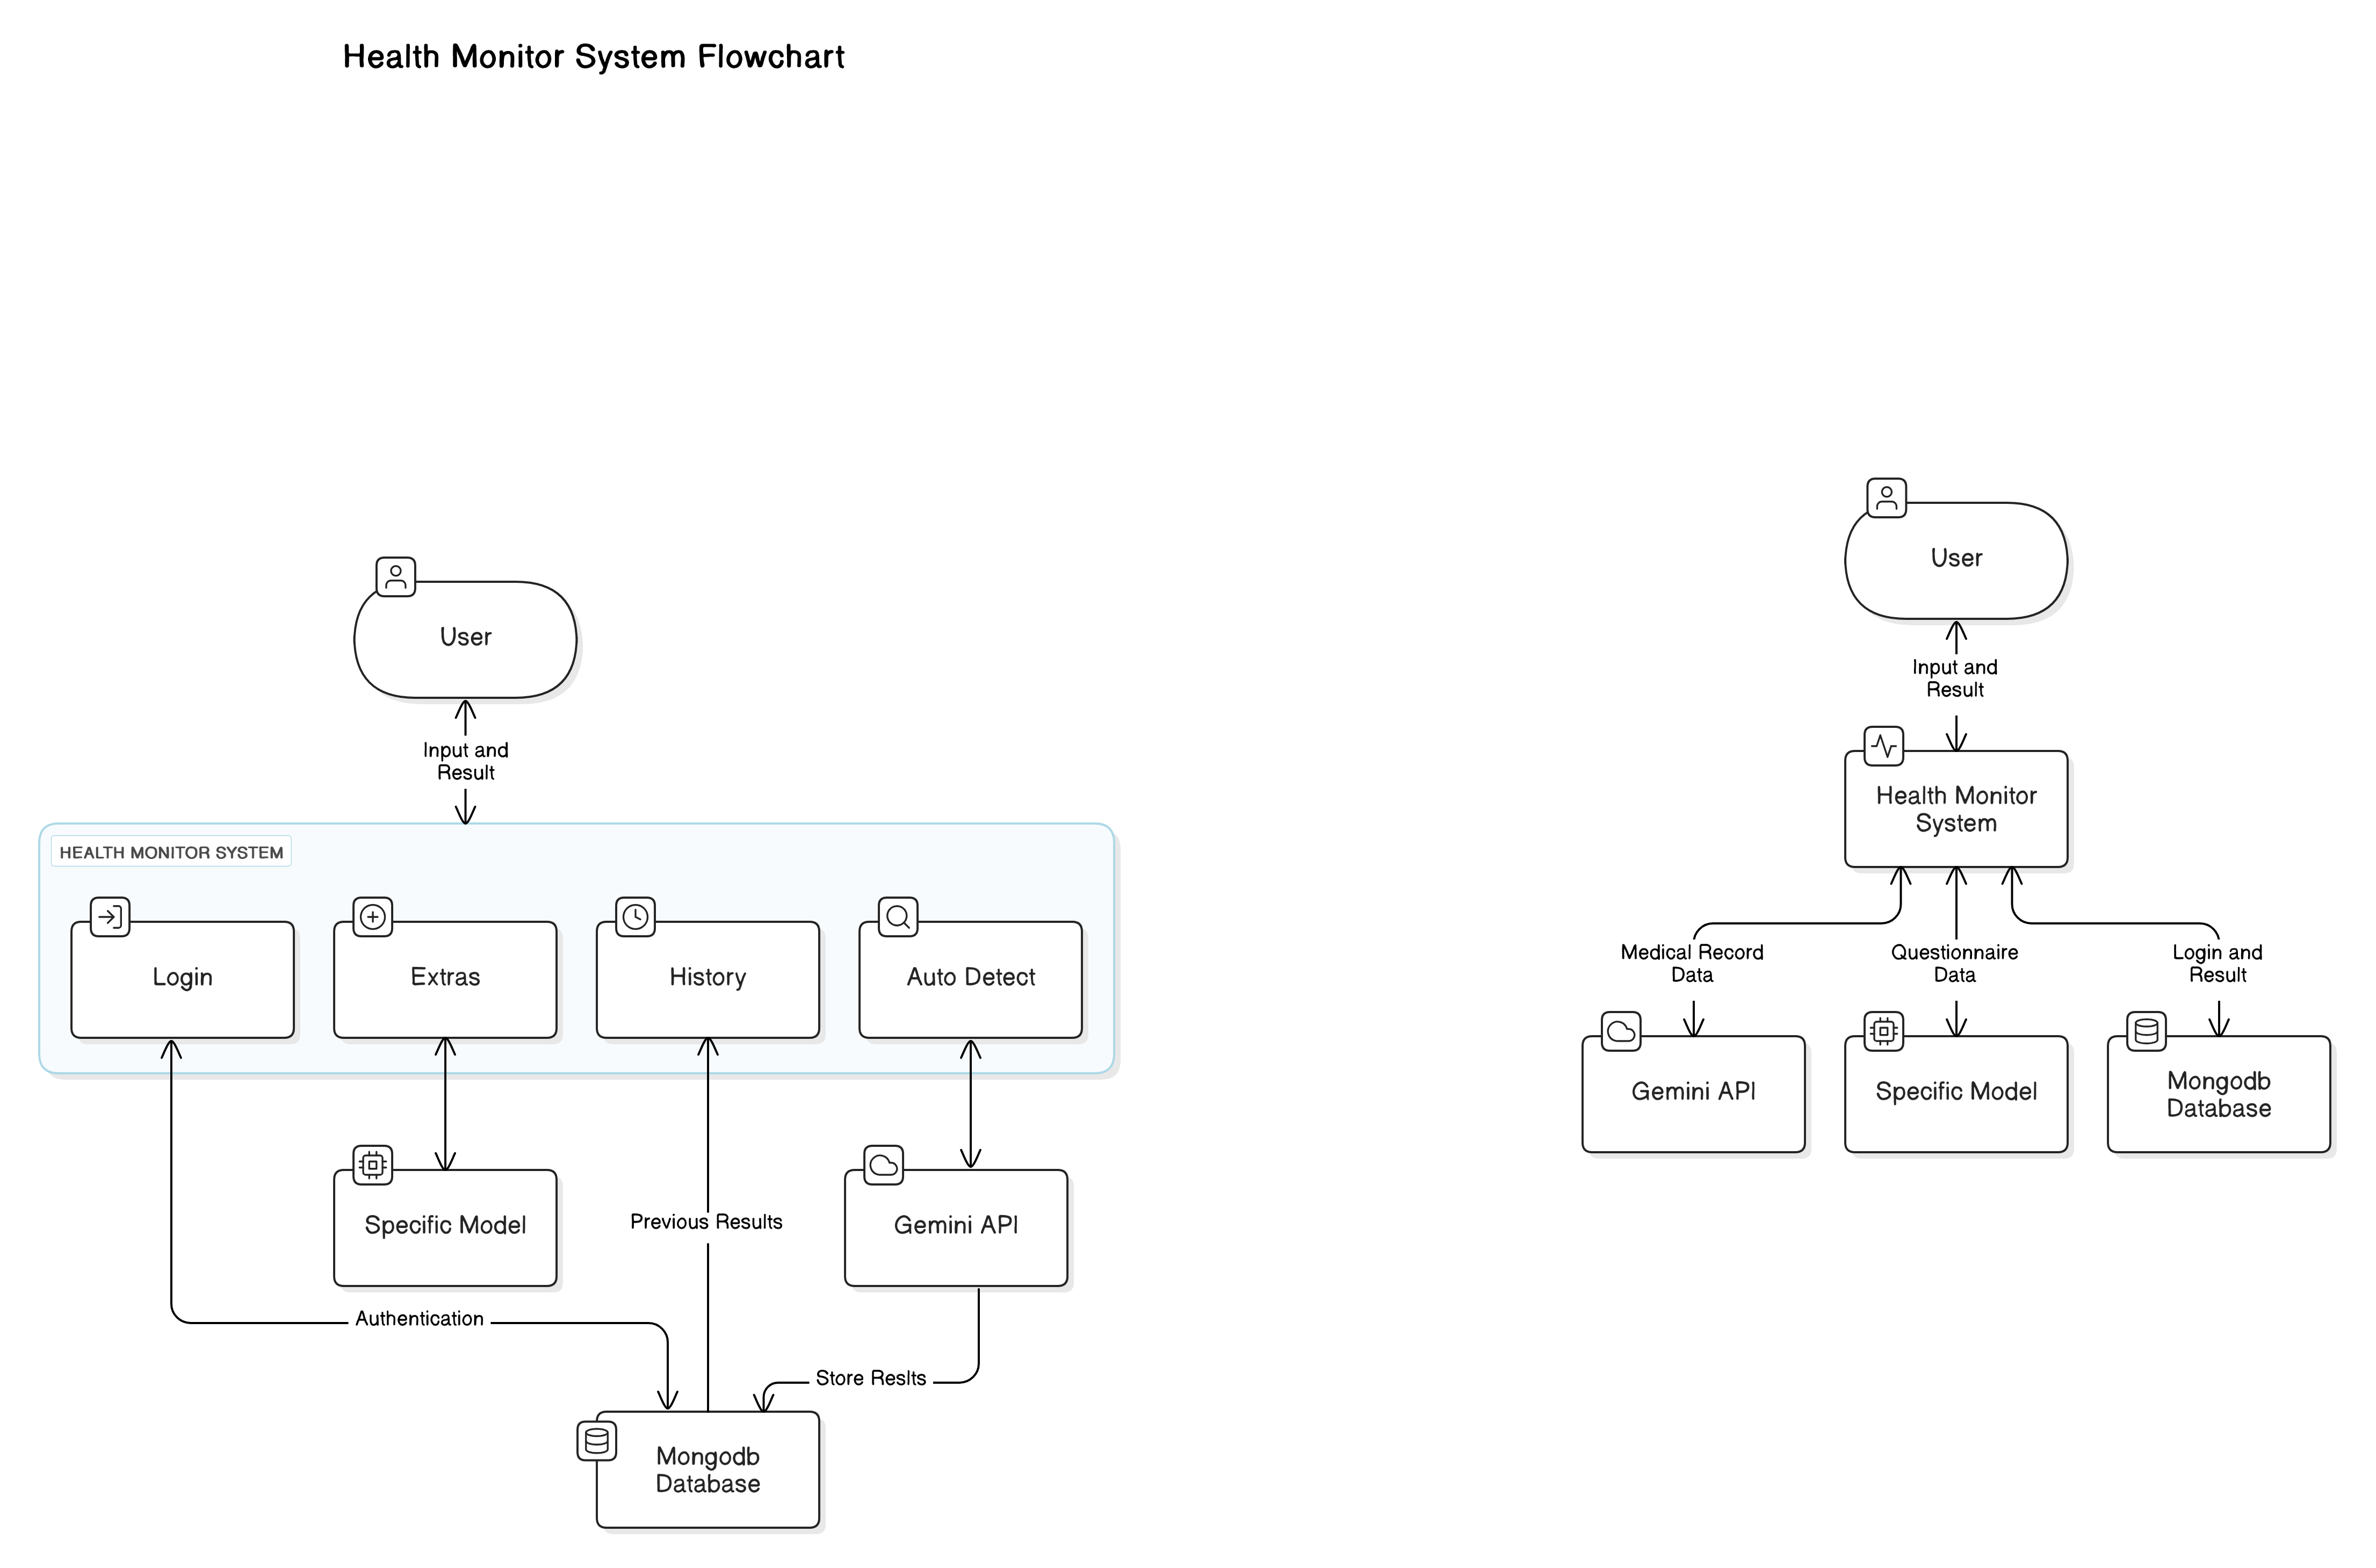 Health Monitor System Flowchart
User
Input and
Result
HEALTH MONITOR SYSTEM
Login
Extras
History
Auto Detect
Specific Model
Previous Results
Gemini API
Authentication
Store Reslts
Mongodb
Database
User
Input and
Result
Health Monitor
System
Medical Record
Data
Questionnaire
Data
Login and
Result
Gemini API
Specific Model
Mongodb
Database